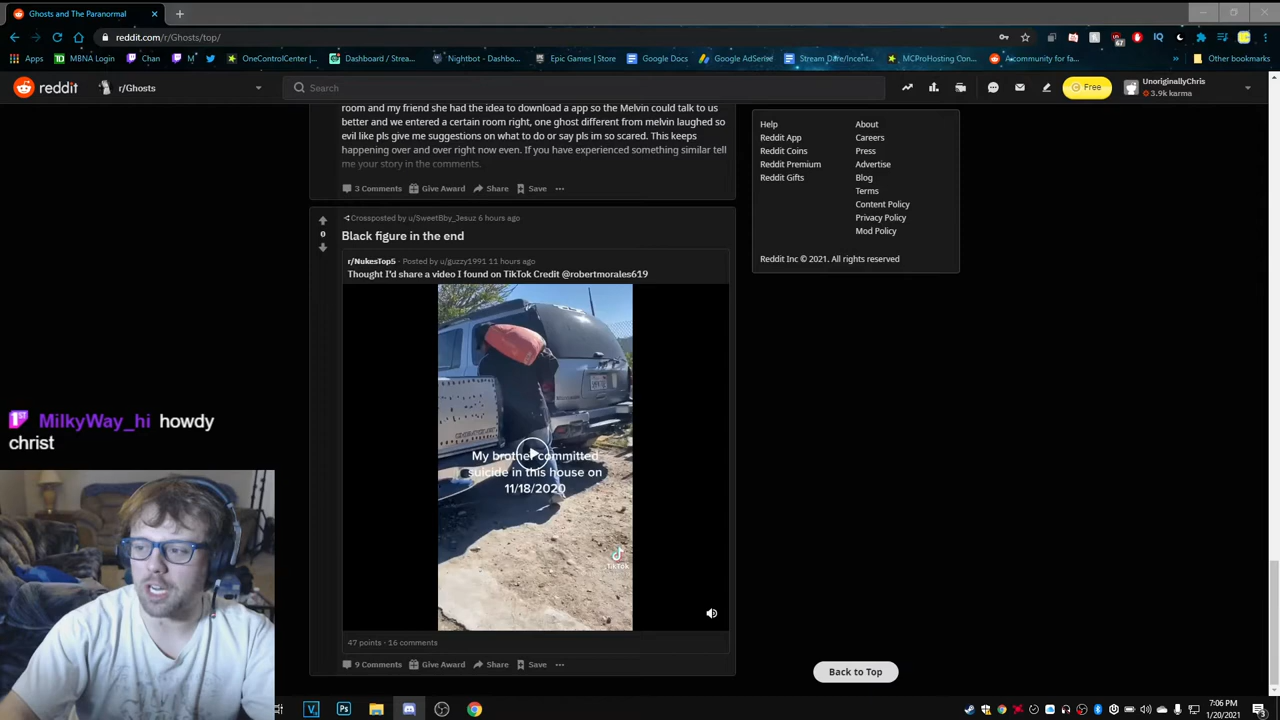 Ghosts and The Paranormal
reddit.com/r/Ghosts/top/
Apps
MBNA Login
Chan
M
OneControlCenter |...
Dashboard / Strea...
Nightbot - Dashbo...
Epic Games | Store
Google Docs
Google AdSense
Stream Dare/Incent...
MCProHosting Con...
A community for fa...
Other bookmarks
reddit
r/Ghosts
Search
Free
UnoriginallyChris
3.9k karma
room and my friend she had the idea to download a app so the Melvin could talk to us
better and we entered a certain room right, one ghost different from melvin laughed so
evil like pls give me suggestions on what to do or say pls im so scared. This keeps
happening over and over right now even. If you have experienced something similar tell
me your story in the comments.
3 Comments
Give Award
Share
Save
Help
About
Reddit App
Careers
Reddit Coins
Press
Reddit Premium
Advertise
Reddit Gifts
Blog
Terms
Content Policy
Privacy Policy
Mod Policy
Reddit Inc © 2021. All rights reserved
0
Crossposted by u/SweetBby_Jesuz 6 hours ago
Black figure in the end
r/NukesTop5 · Posted by u/guzzy1991 11 hours ago
Thought I'd share a video I found on TikTok Credit @robertmorales619
My brother committed
suicide in this house on
11/18/2020
TikTok
47 points · 16 comments
9 Comments
Give Award
Share
Save
Back to Top
1ST MilkyWay_hi howdy
christ
7:06 PM
1/20/2021